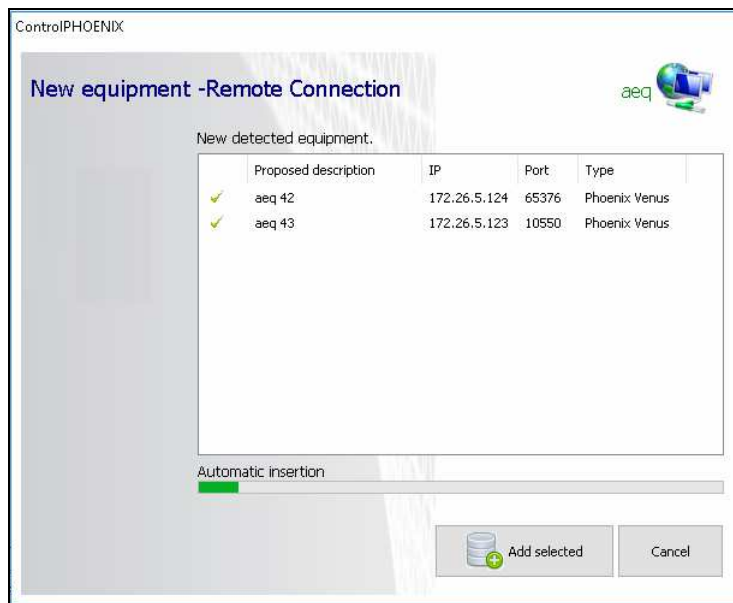 ControlPHOENIX
New equipment -Remote Connection
aeq
New detected equipment.
Proposed description IP Port Type
aeq 42 172.26.5.124 65376 Phoenix Venus
aeq 43 172.26.5.123 10550 Phoenix Venus
Automatic insertion
Add selected Cancel